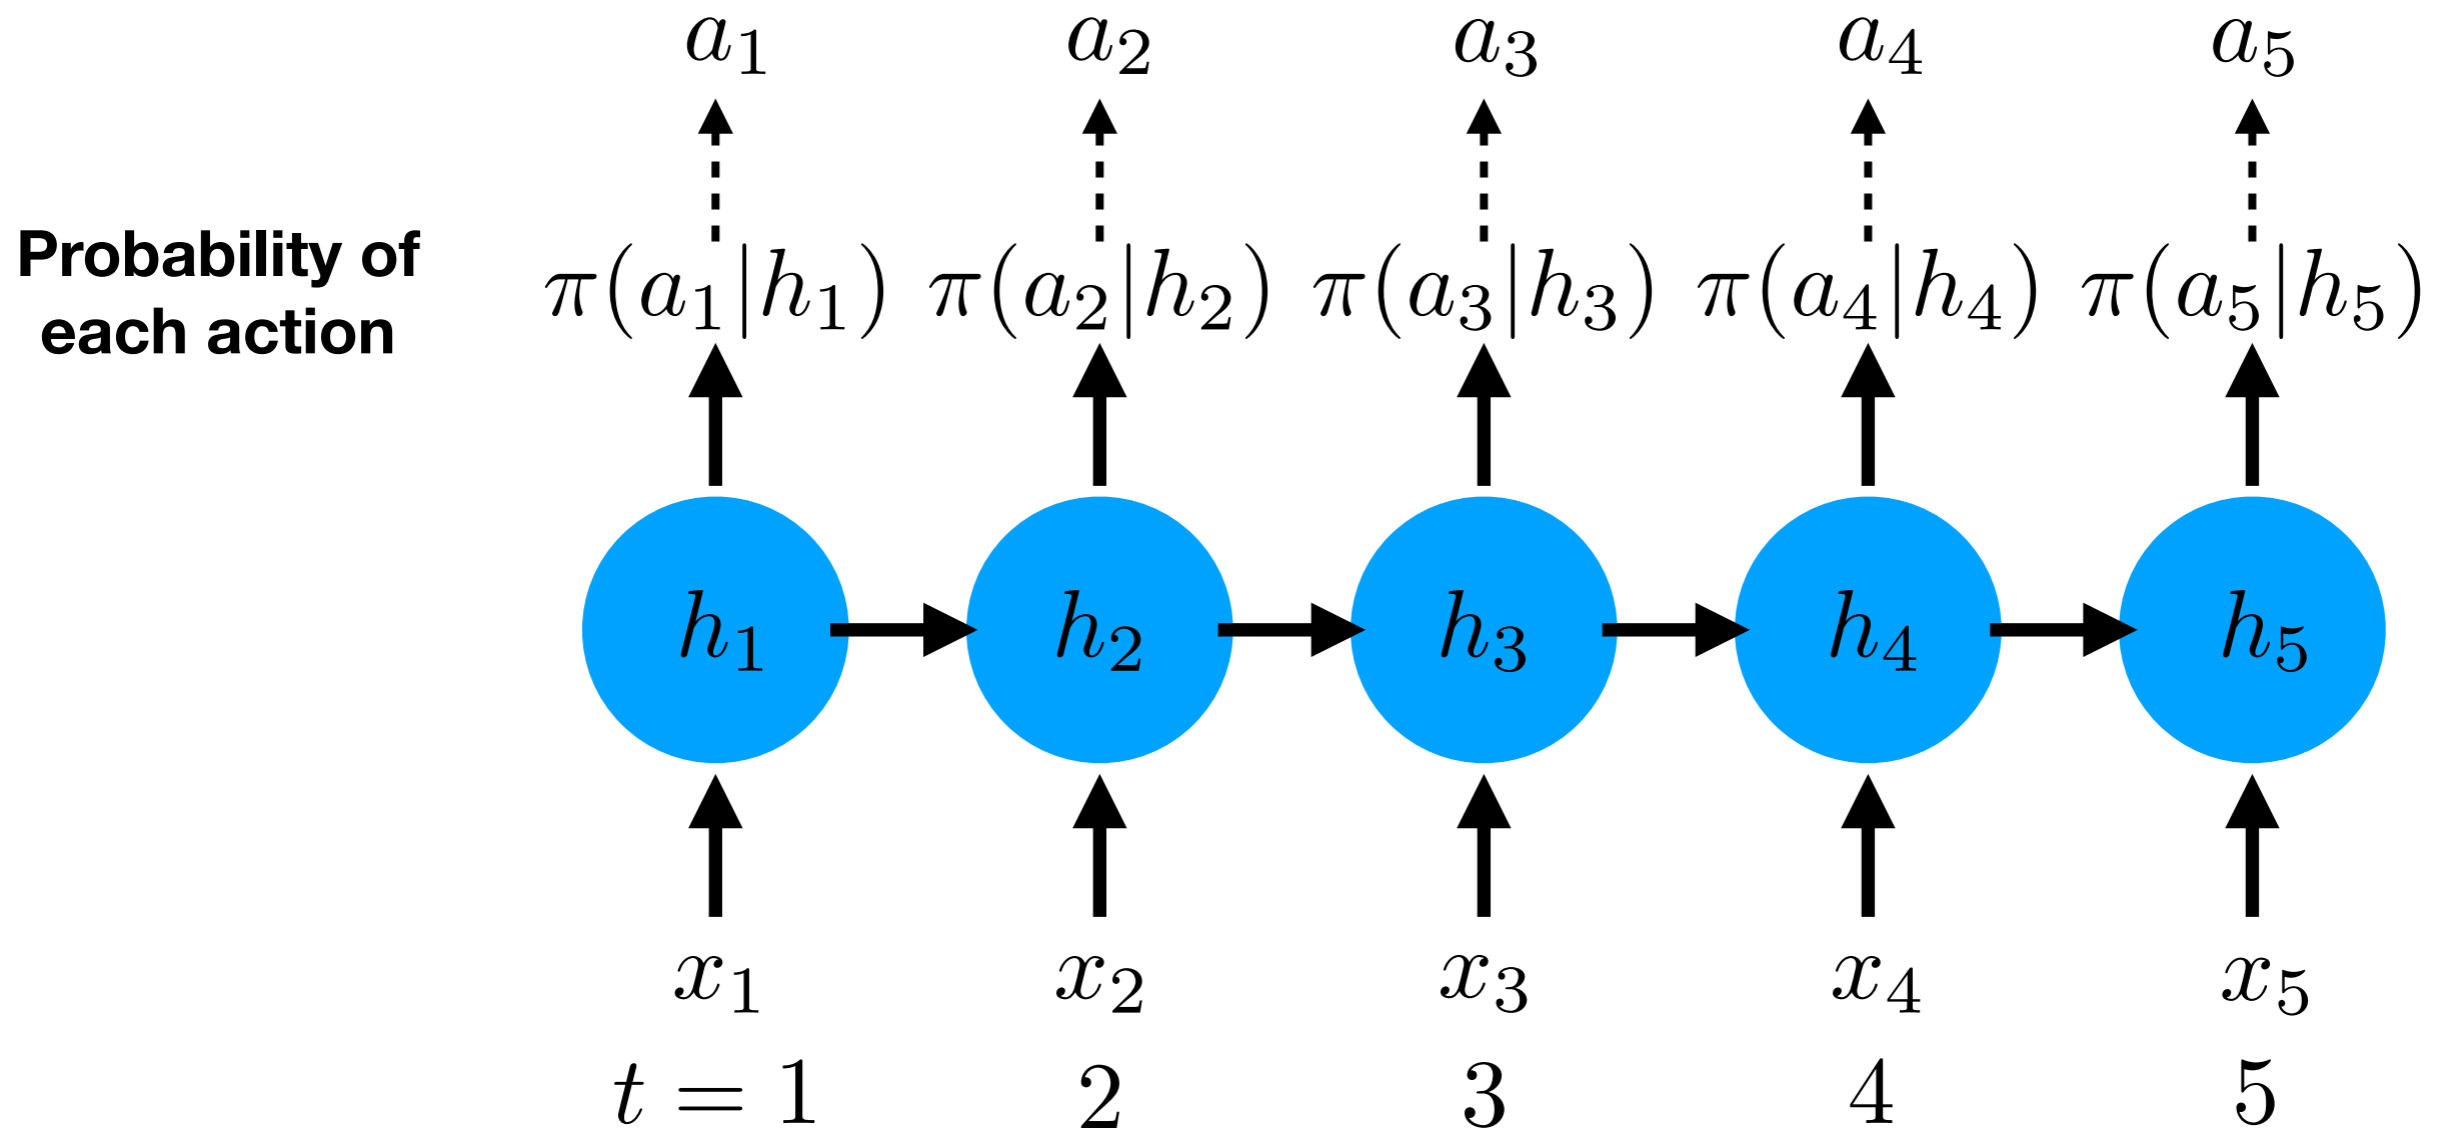 a₁ a₂ a₃ a₄ a₅
Probability of
each action
π(a₁|h₁) π(a₂|h₂) π(a₃|h₃) π(a₄|h₄) π(a₅|h₅)
h₁ h₂ h₃ h₄ h₅
x₁ x₂ x₃ x₄ x₅
t = 1 2 3 4 5